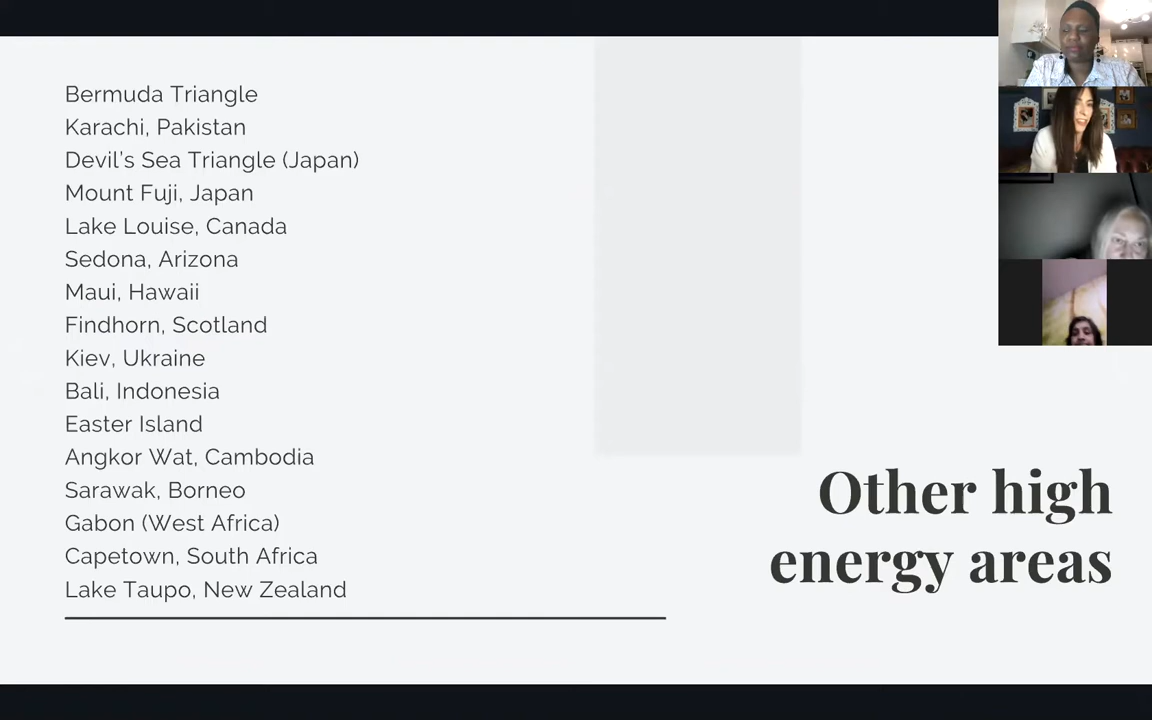 Bermuda Triangle
Karachi, Pakistan
Devil's Sea Triangle (Japan)
Mount Fuji, Japan
Lake Louise, Canada
Sedona, Arizona
Maui, Hawaii
Findhorn, Scotland
Kiev, Ukraine
Bali, Indonesia
Easter Island
Angkor Wat, Cambodia
Sarawak, Borneo
Gabon (West Africa)
Capetown, South Africa
Lake Taupo, New Zealand
Other high
energy areas